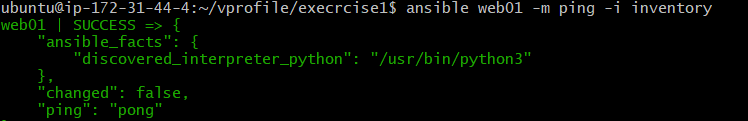 ubuntu@ip-172-31-44-4:~/vprofile/execrcise1$ ansible web01 -m ping -i inventory
web01 | SUCCESS => {
    "ansible_facts": {
        "discovered_interpreter_python": "/usr/bin/python3"
    },
    "changed": false,
    "ping": "pong"